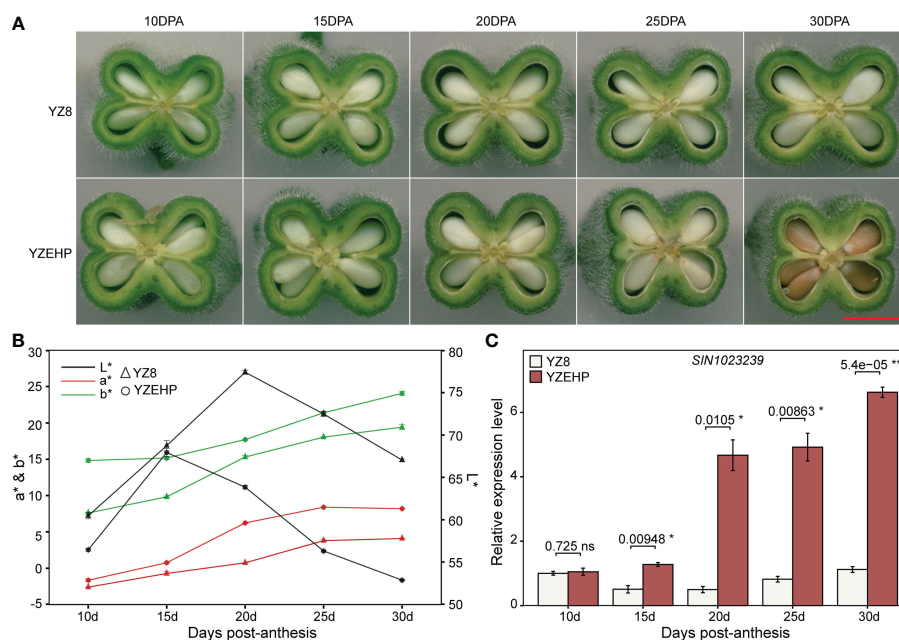 A
10DPA 15DPA 20DPA 25DPA 30DPA
YZ8
YZEHP
B
30
25
20
15
10
5
0
-5
a* & b*
L*
a*
b*
YZ8
YZEHP
80
75
70
65
60
55
50
L*
10d 15d 20d 25d 30d
Days post-anthesis
C
YZ8
YZEHP
SIN1023239
Relative expression level
6
4
2
0
0.725 ns
0.00948 *
0.0105 *
0.00863 *
5.4e−05 **
10d 15d 20d 25d 30d
Days post-anthesis